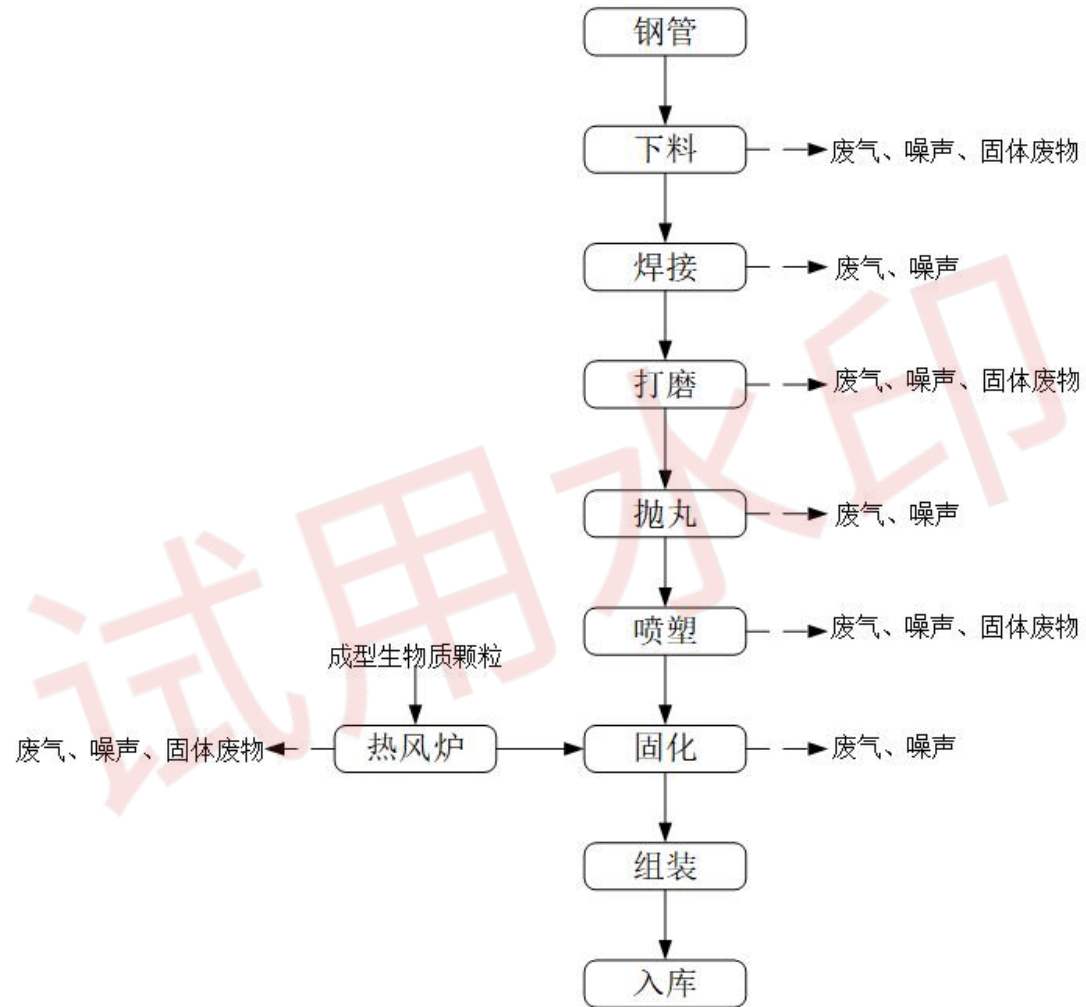 钢管
下料
废气、噪声、固体废物
焊接
废气、噪声
打磨
废气、噪声、固体废物
抛丸
废气、噪声
喷塑
废气、噪声、固体废物
成型生物质颗粒
废气、噪声、固体废物
热风炉
固化
废气、噪声
组装
入库
试用水印